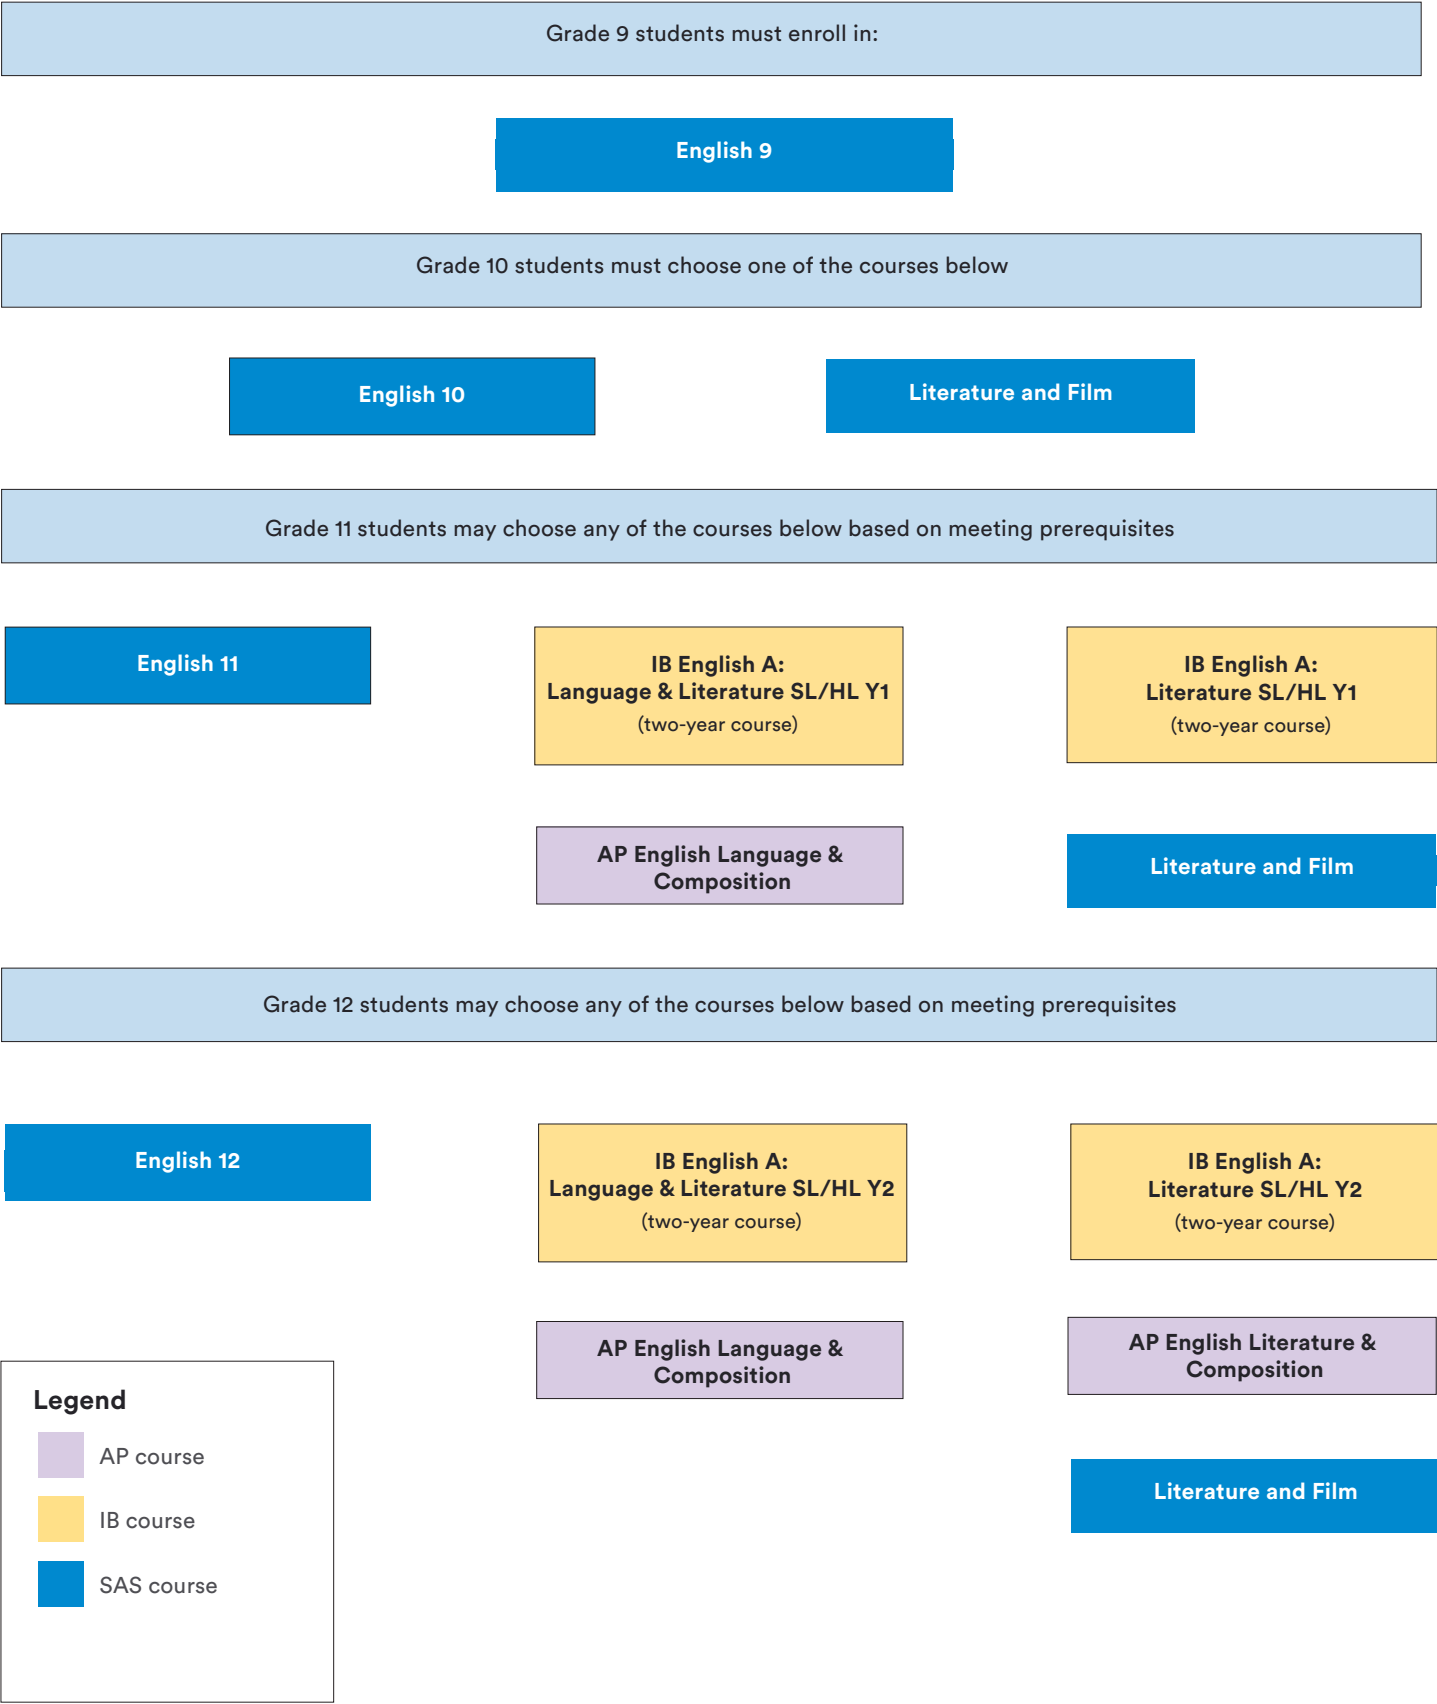 Grade 9 students must enroll in:
English 9
Grade 10 students must choose one of the courses below
English 10
Literature and Film
Grade 11 students may choose any of the courses below based on meeting prerequisites
English 11
IB English A:
Language & Literature SL/HL Y1
(two-year course)
IB English A:
Literature SL/HL Y1
(two-year course)
AP English Language &
Composition
Literature and Film
Grade 12 students may choose any of the courses below based on meeting prerequisites
English 12
IB English A:
Language & Literature SL/HL Y2
(two-year course)
IB English A:
Literature SL/HL Y2
(two-year course)
AP English Language &
Composition
AP English Literature &
Composition
Literature and Film
Legend
AP course
IB course
SAS course